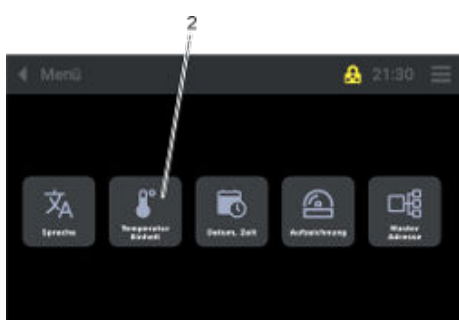 2
Menü 21:30
Sprache
Temperatur
Einheit
Datum, Zeit
Aufzeichnung
Master
Adresse